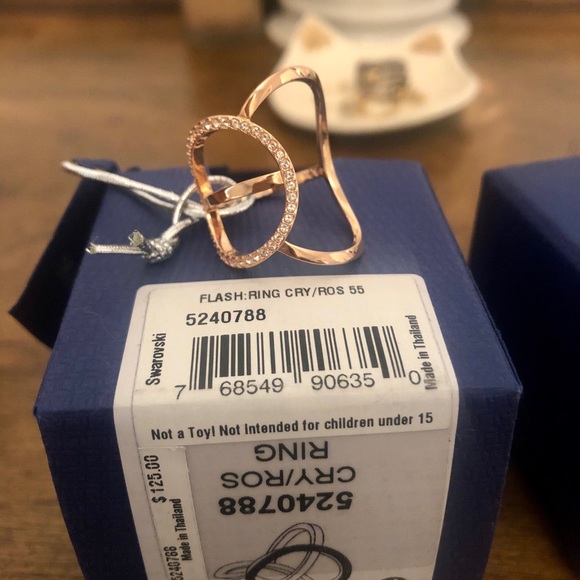 FLASH:RING CRY/ROS 55
5240788
Swarovski
7 68549 90635 0
Made in Thailand
Not a Toy! Not intended for children under 15
5240788
CRY/ROS
RING
$125.00
5240788
Made in Thailand